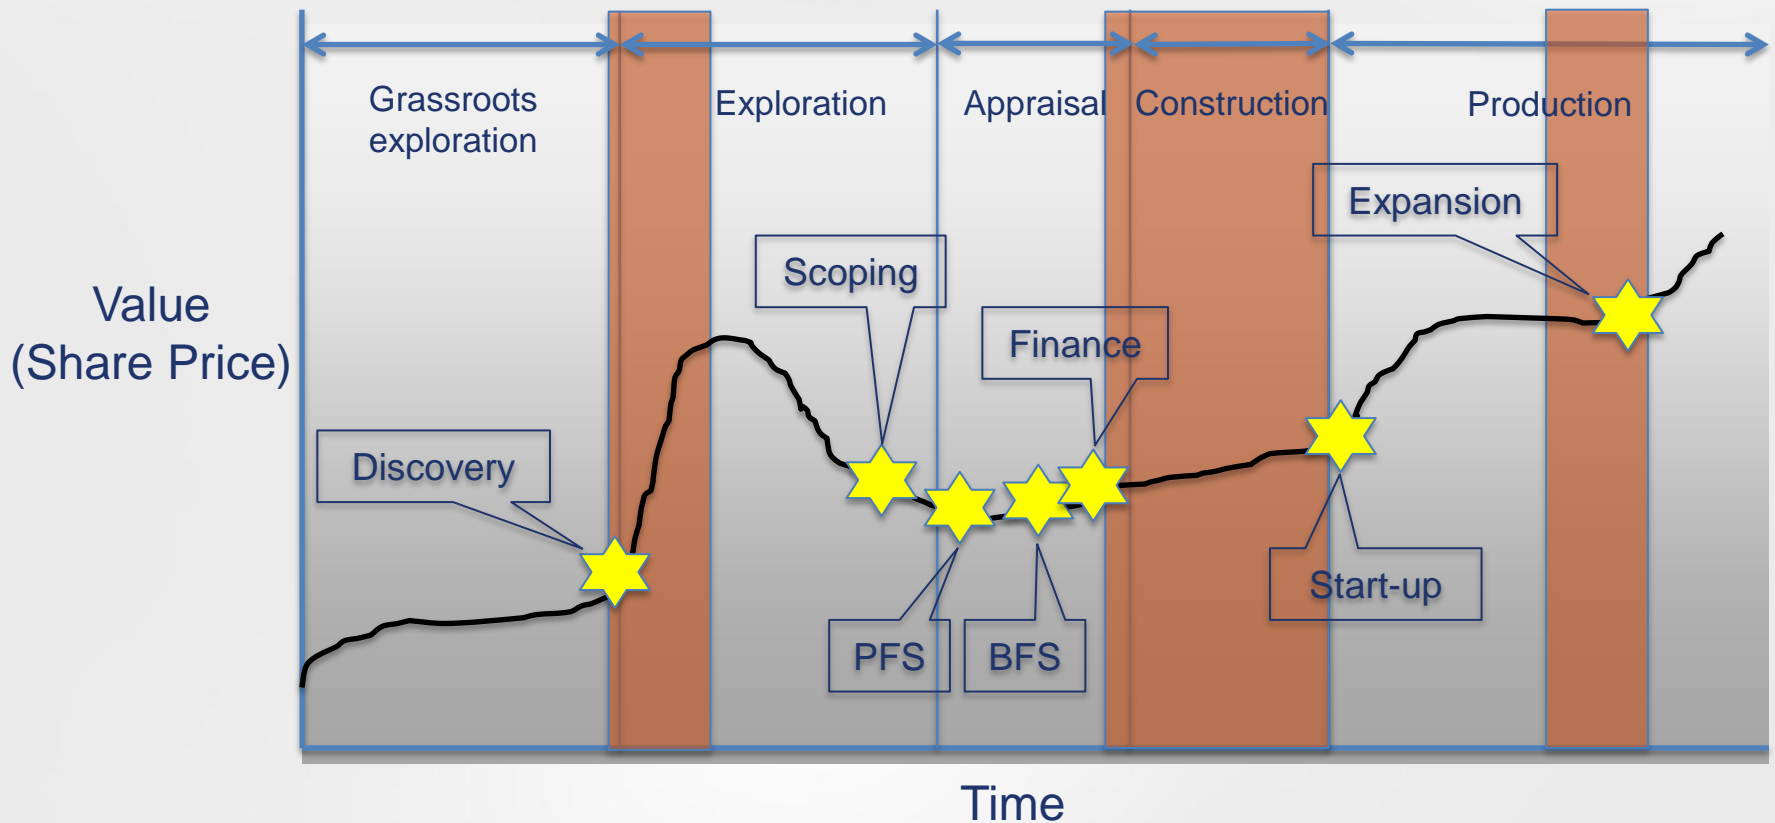 Grassroots
exploration
Exploration
Appraisal
Construction
Production
Expansion
Scoping
Value
(Share Price)
Finance
Discovery
Start-up
PFS
BFS
Time